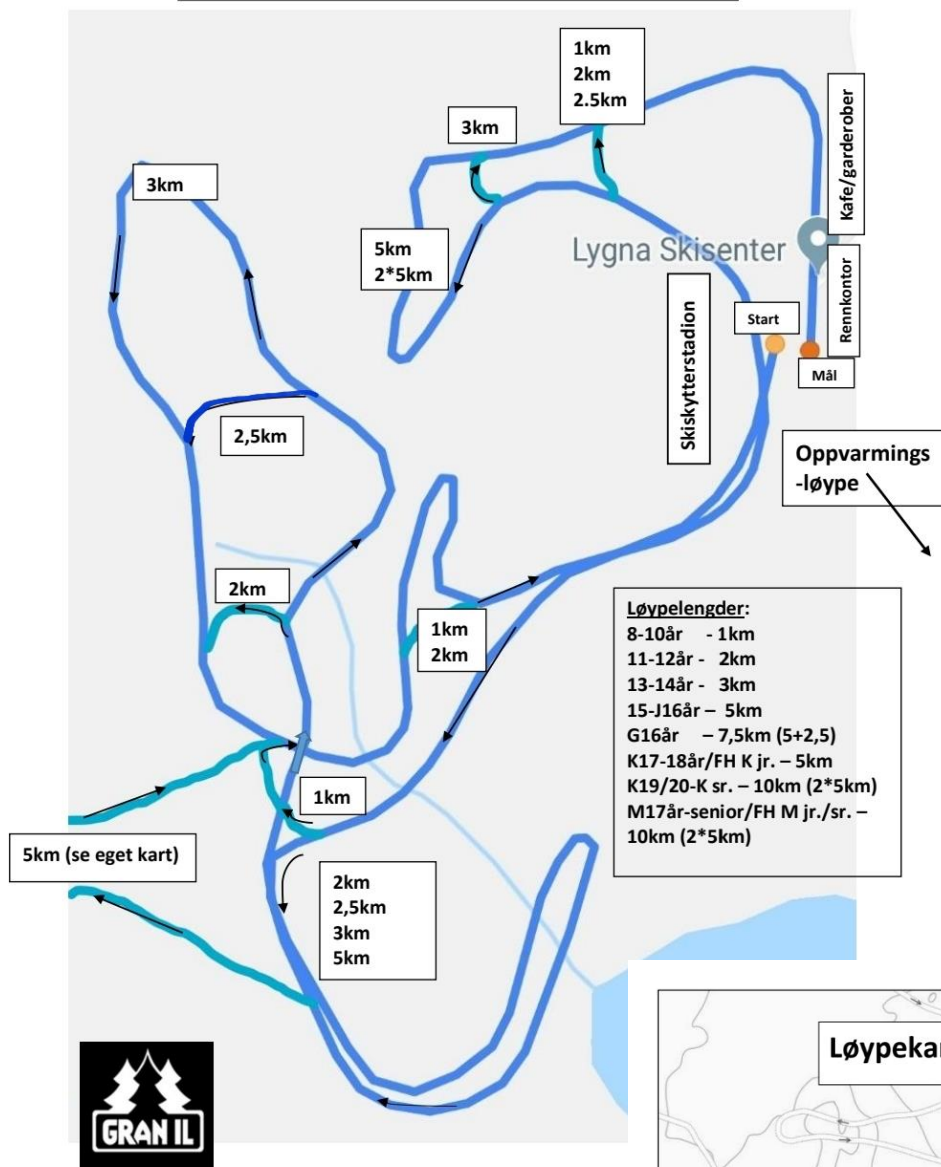 1km
2km
2.5km
3km
3km
5km
2*5km
Lygna Skisenter
Kafe/garderober
Rennkontor
Skiskytterstadion
Start
Mål
Oppvarmings
-løype
2,5km
2km
1km
2km
Løypelengder:
8-10år - 1km
11-12år - 2km
13-14år - 3km
15-J16år – 5km
G16år – 7,5km (5+2,5)
K17-18år/FH K jr. – 5km
K19/20-K sr. – 10km (2*5km)
M17år-senior/FH M jr./sr. –
10km (2*5km)
1km
5km (se eget kart)
2km
2,5km
3km
5km
GRAN IL